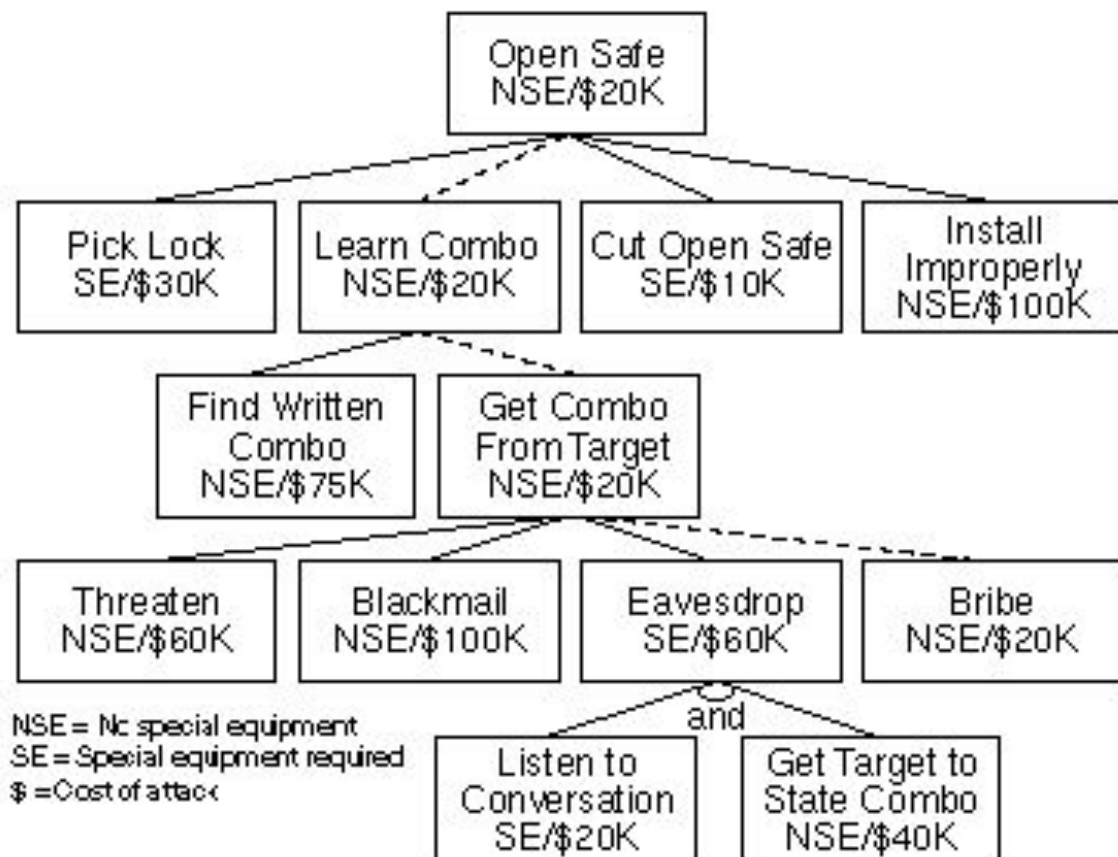 Open Safe
NSE/$20K
Pick Lock
SE/$30K
Learn Combo
NSE/$20K
Cut Open Safe
SE/$10K
Install
Improperly
NSE/$100K
Find Written
Combo
NSE/$75K
Get Combo
From Target
NSE/$20K
Threaten
NSE/$60K
Blackmail
NSE/$100K
Eavesdrop
SE/$60K
Bribe
NSE/$20K
and
Listen to
Conversation
SE/$20K
Get Target to
State Combo
NSE/$40K
NSE = No special equipment
SE = Special equipment required
$ = Cost of attack